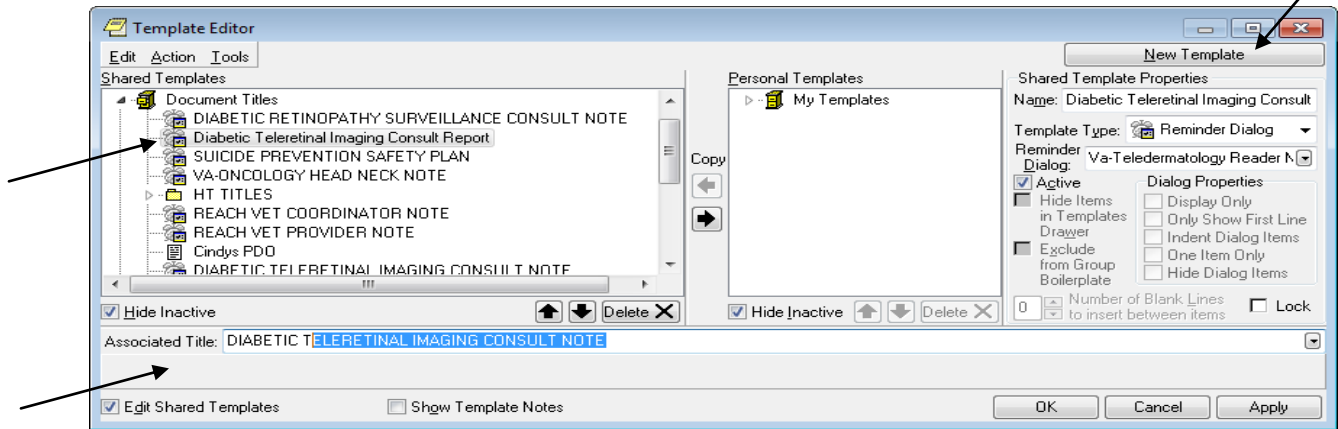 Template Editor
Edit Action Tools
New Template
Shared Templates
Document Titles
DIABETIC RETINOPATHY SURVEILLANCE CONSULT NOTE
Diabetic Teleretinal Imaging Consult Report
SUICIDE PREVENTION SAFETY PLAN
VA-ONCOLOGY HEAD NECK NOTE
HT TITLES
REACH VET COORDINATOR NOTE
REACH VET PROVIDER NOTE
Cindys PDO
DIABETIC TELERETINAL IMAGING CONSULT NOTE
Hide Inactive
Delete
Copy
Personal Templates
My Templates
Hide Inactive
Delete
Shared Template Properties
Name: Diabetic Teleretinal Imaging Consult
Template Type: Reminder Dialog
Reminder
Dialog: Va-Teledermatology Reader N
Active
Hide Items
in Templates
Drawer
Exclude
from Group
Boilerplate
Dialog Properties
Display Only
Only Show First Line
Indent Dialog Items
One Item Only
Hide Dialog Items
0 Number of Blank Lines
to insert between items
Lock
Associated Title: DIABETIC TELERETINAL IMAGING CONSULT NOTE
Edit Shared Templates
Show Template Notes
OK
Cancel
Apply